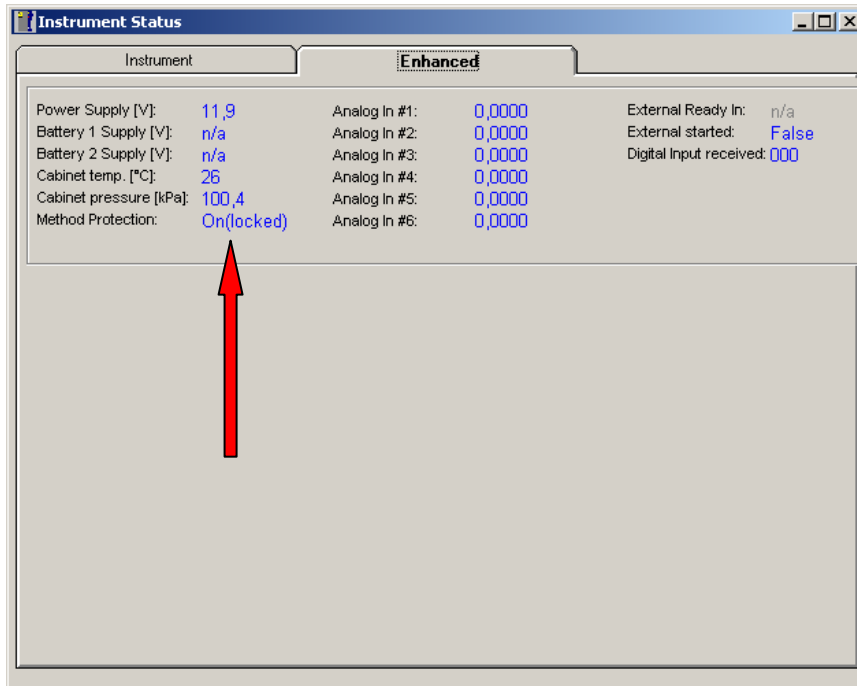 Instrument Status
Instrument
Enhanced
Power Supply [V]: 11,9
Battery 1 Supply [V]: n/a
Battery 2 Supply [V]: n/a
Cabinet temp. [°C]: 26
Cabinet pressure [kPa]: 100,4
Method Protection: On(locked)
Analog In #1: 0,0000
Analog In #2: 0,0000
Analog In #3: 0,0000
Analog In #4: 0,0000
Analog In #5: 0,0000
Analog In #6: 0,0000
External Ready In: n/a
External started: False
Digital Input received: 000